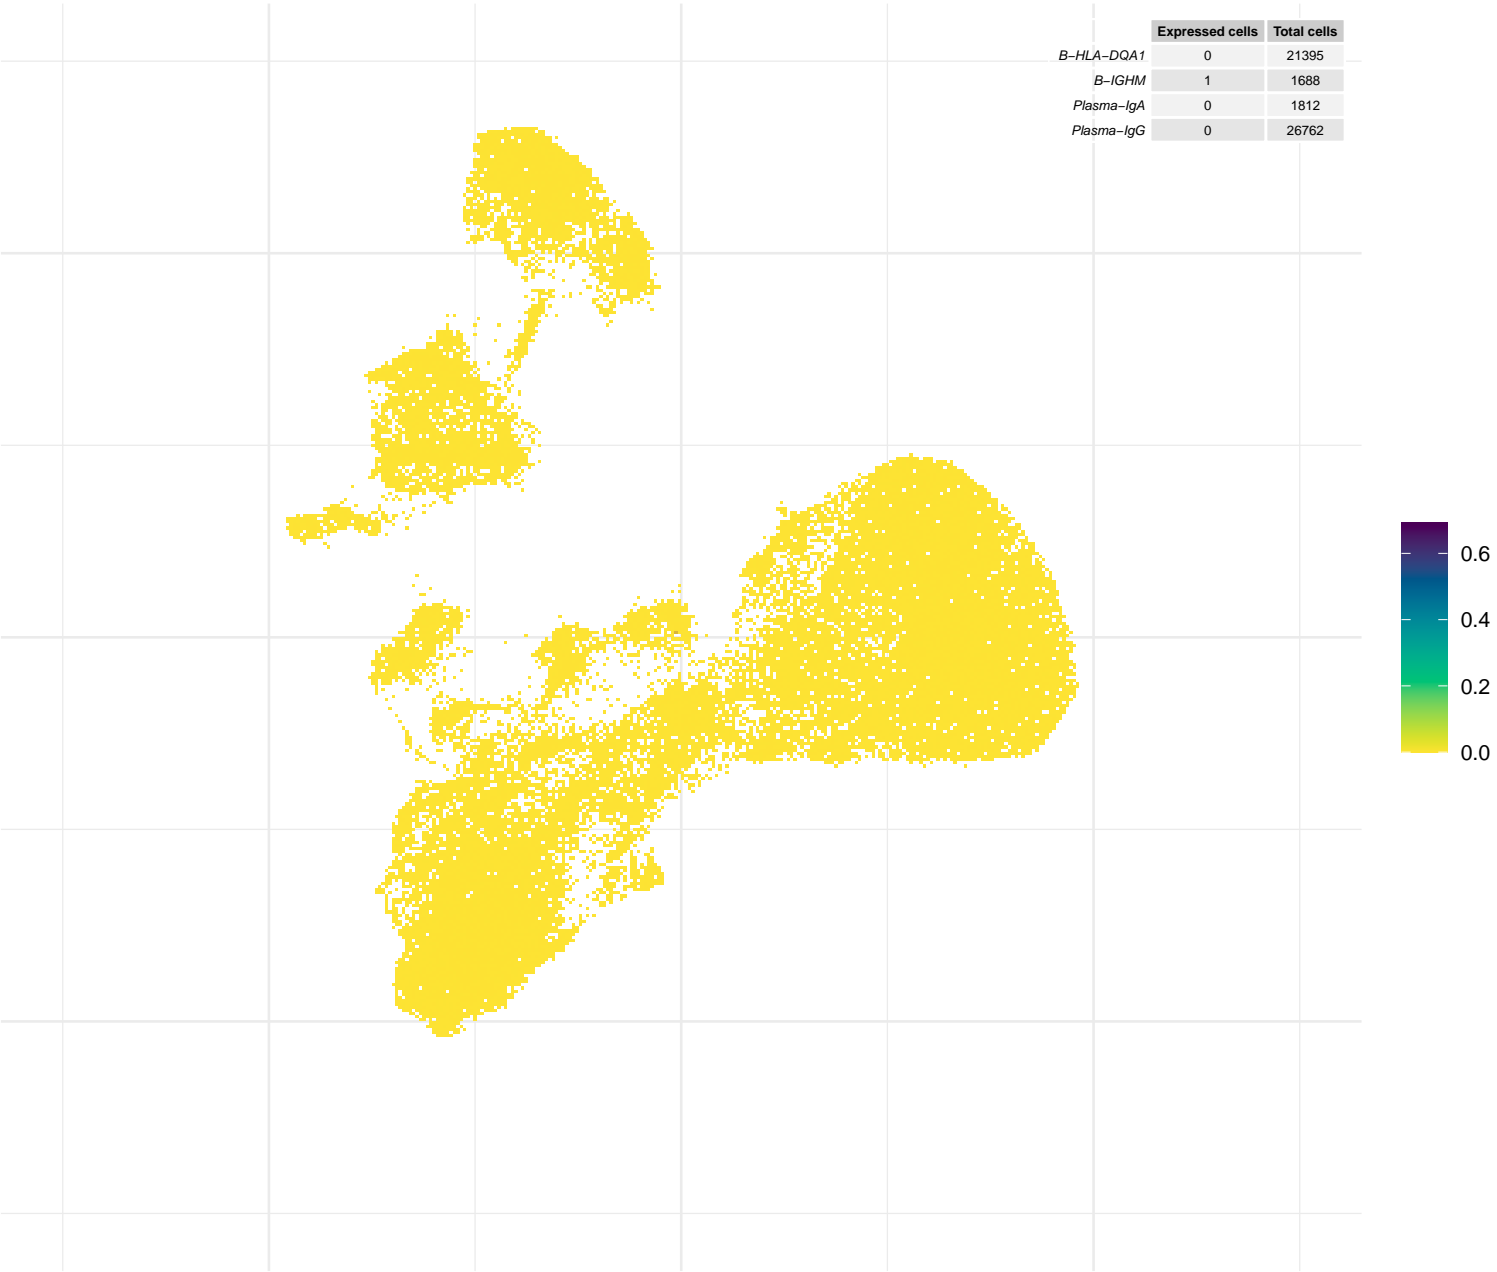 Expressed cells Total cells
B−HLA−DQA1 0 21395
B−IGHM 1 1688
Plasma−IgA 0 1812
Plasma−IgG 0 26762
0.6
0.4
0.2
0.0